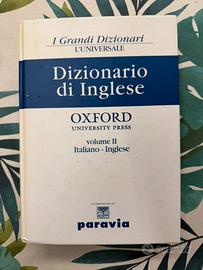 I Grandi Dizionari
L'UNIVERSALE
Dizionario
di Inglese
OXFORD
UNIVERSITY PRESS
volume II
Italiano - Inglese
paravia